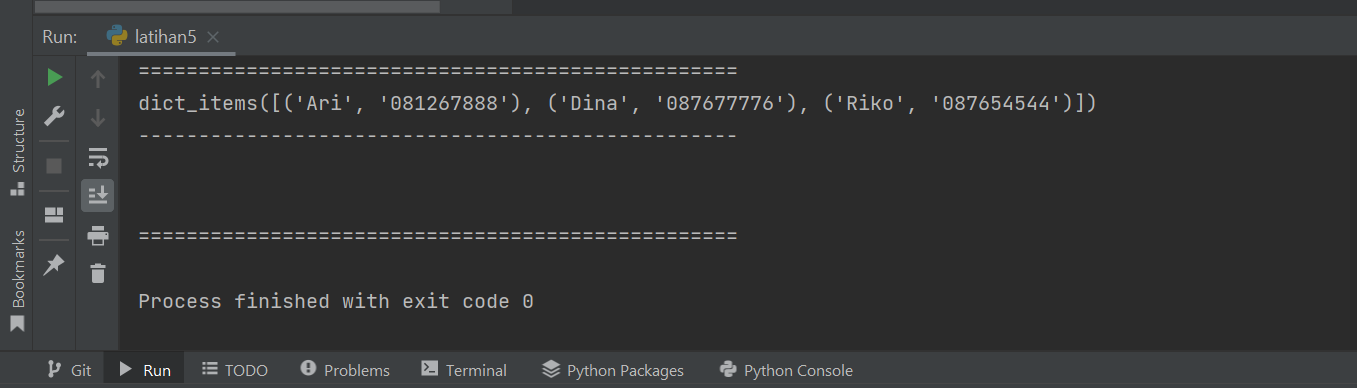 Run: latihan5
==================================================
dict_items([('Ari', '081267888'), ('Dina', '087677776'), ('Riko', '087654544')])
--------------------------------------------------
==================================================
Process finished with exit code 0
Structure
Bookmarks
Git Run TODO Problems Terminal Python Packages Python Console